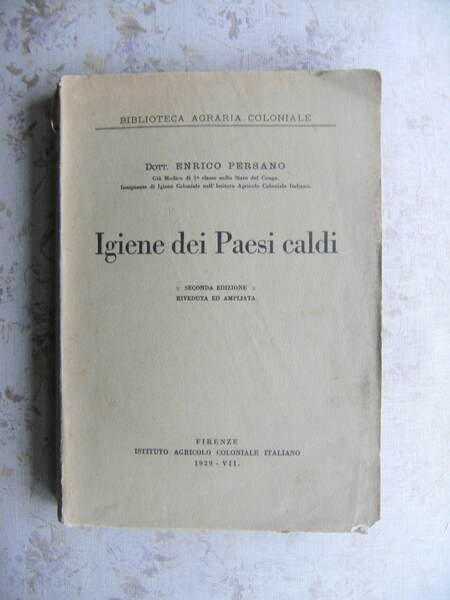 BIBLIOTECA AGRARIA COLONIALE
DOTT. ENRICO PERSANO
Già Medico di 1ª classe nello Stato del Congo.
Insegnante di Igiene Coloniale nell'Istituto Agricolo Coloniale Italiano.
Igiene dei Paesi caldi
:: SECONDA EDIZIONE ::
RIVEDUTA ED AMPLIATA
FIRENZE
ISTITUTO AGRICOLO COLONIALE ITALIANO
1929 - VII.